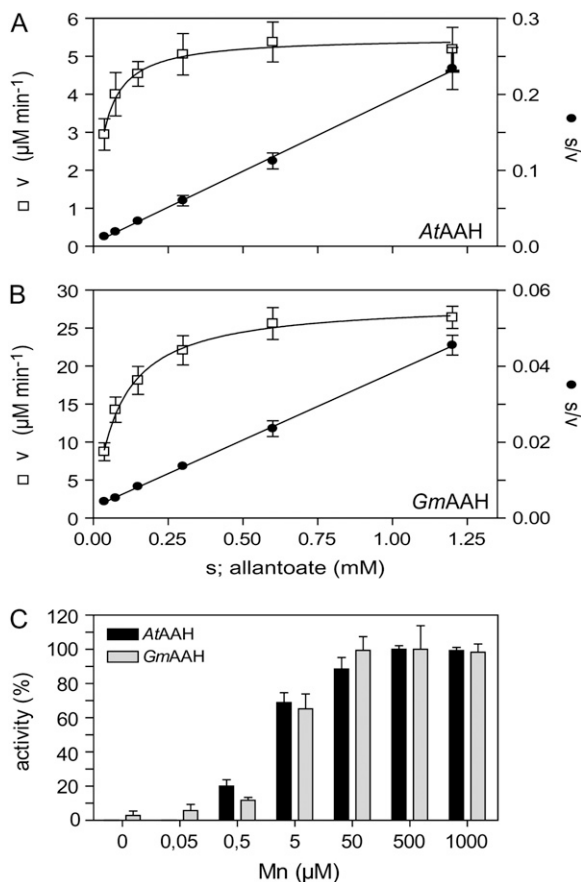 A
6
5
4
3
2
1
0
□ v (µM min-1)
0.3
0.2
0.1
0.0
● s/v
AtAAH
B
30
25
20
15
10
5
0
□ v (µM min-1)
0.06
0.04
0.02
0.00
● s/v
GmAAH
0.00 0.25 0.50 0.75 1.00 1.25
s; allantoate (mM)
C
120
100
80
60
40
20
0
activity (%)
AtAAH
GmAAH
0 0,05 0,5 5 50 500 1000
Mn (µM)